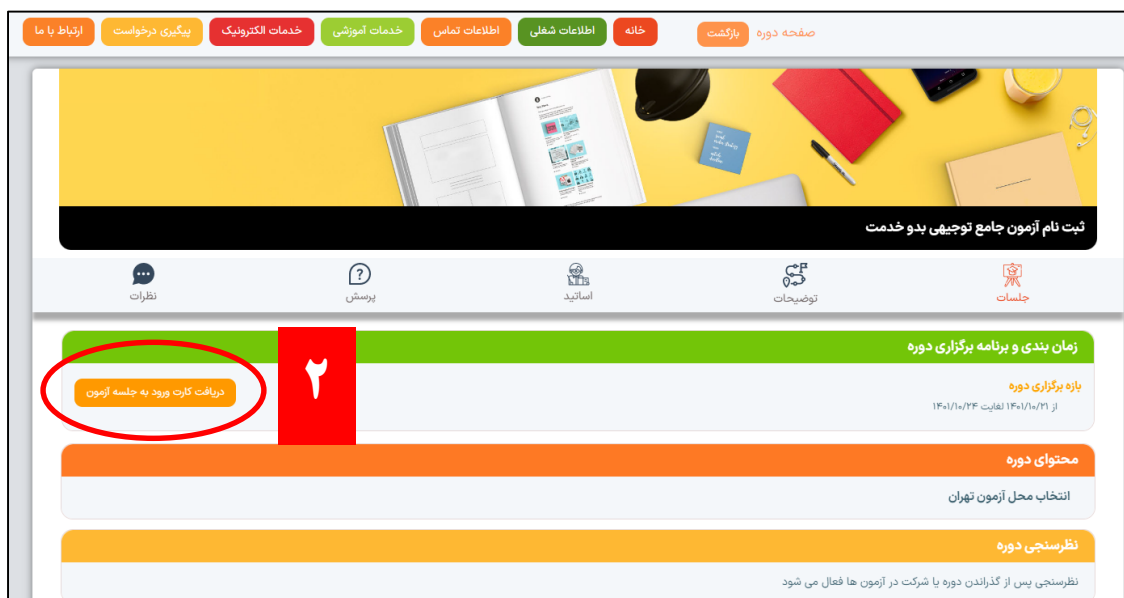 صفحه دوره
بازگشت
خانه
اطلاعات شغلی
اطلاعات تماس
خدمات آموزشی
خدمات الکترونیک
پیگیری درخواست
ارتباط با ما
ثبت نام آزمون جامع توجیهی بدو خدمت
جلسات
توضیحات
اساتید
پرسش
نظرات
زمان بندی و برنامه برگزاری دوره
بازه برگزاری دوره
از ۱۴۰۱/۱۰/۲۱ لغایت ۱۴۰۱/۱۰/۲۴
۲
دریافت کارت ورود به جلسه آزمون
محتوای دوره
انتخاب محل آزمون تهران
نظرسنجی دوره
نظرسنجی پس از گذراندن دوره یا شرکت در آزمون ها فعال می شود